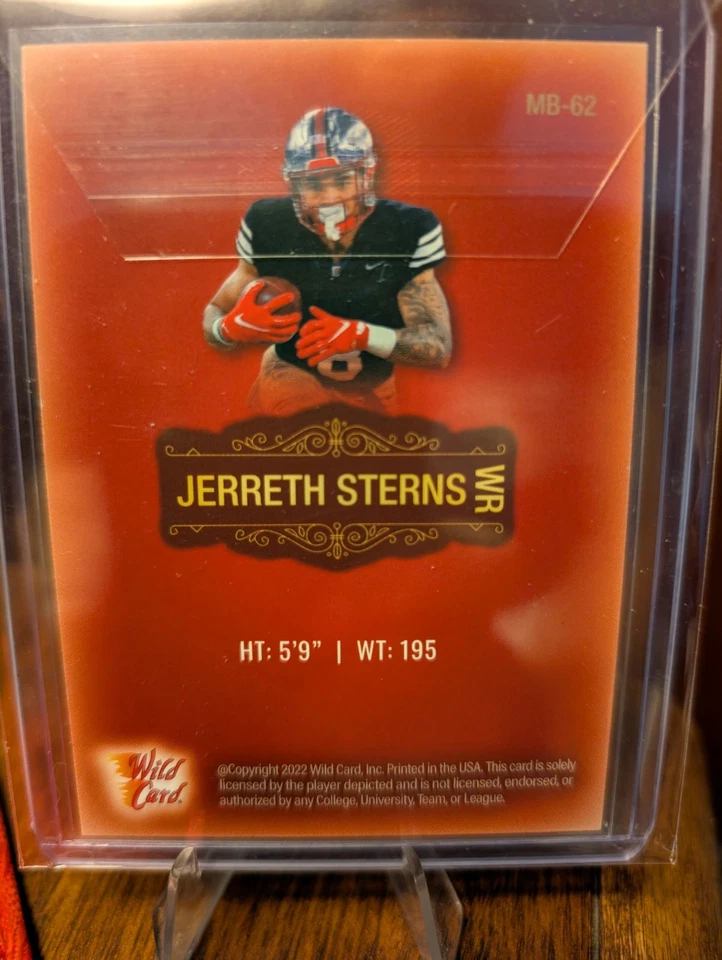 MB-62
JERRETH STERNS WR
HT: 5'9" | WT: 195
Wild
Card
@Copyright 2022 Wild Card, Inc. Printed in the USA. This card is solely
licensed by the player depicted and is not licensed, endorsed, or
authorized by any College, University, Team, or League.